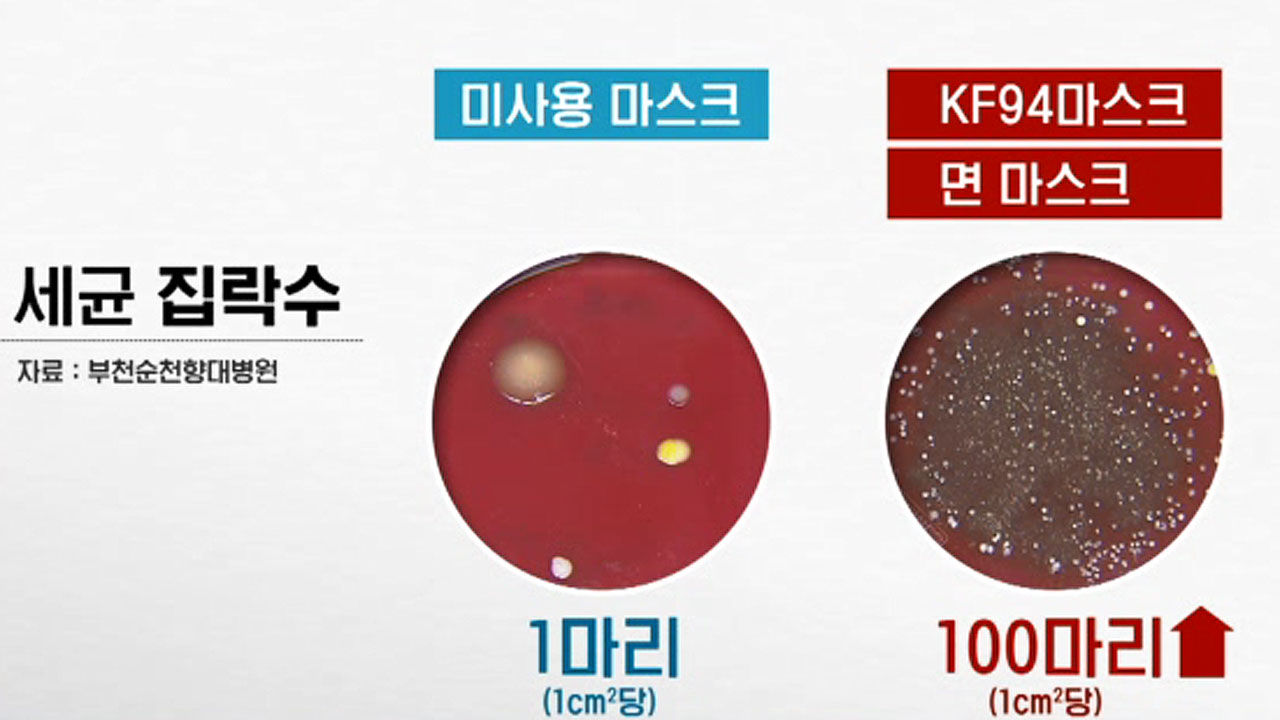 미사용 마스크
KF94마스크
면 마스크
세균 집락수
자료 : 부천순천향대병원
1마리
(1cm²당)
100마리
(1cm²당)